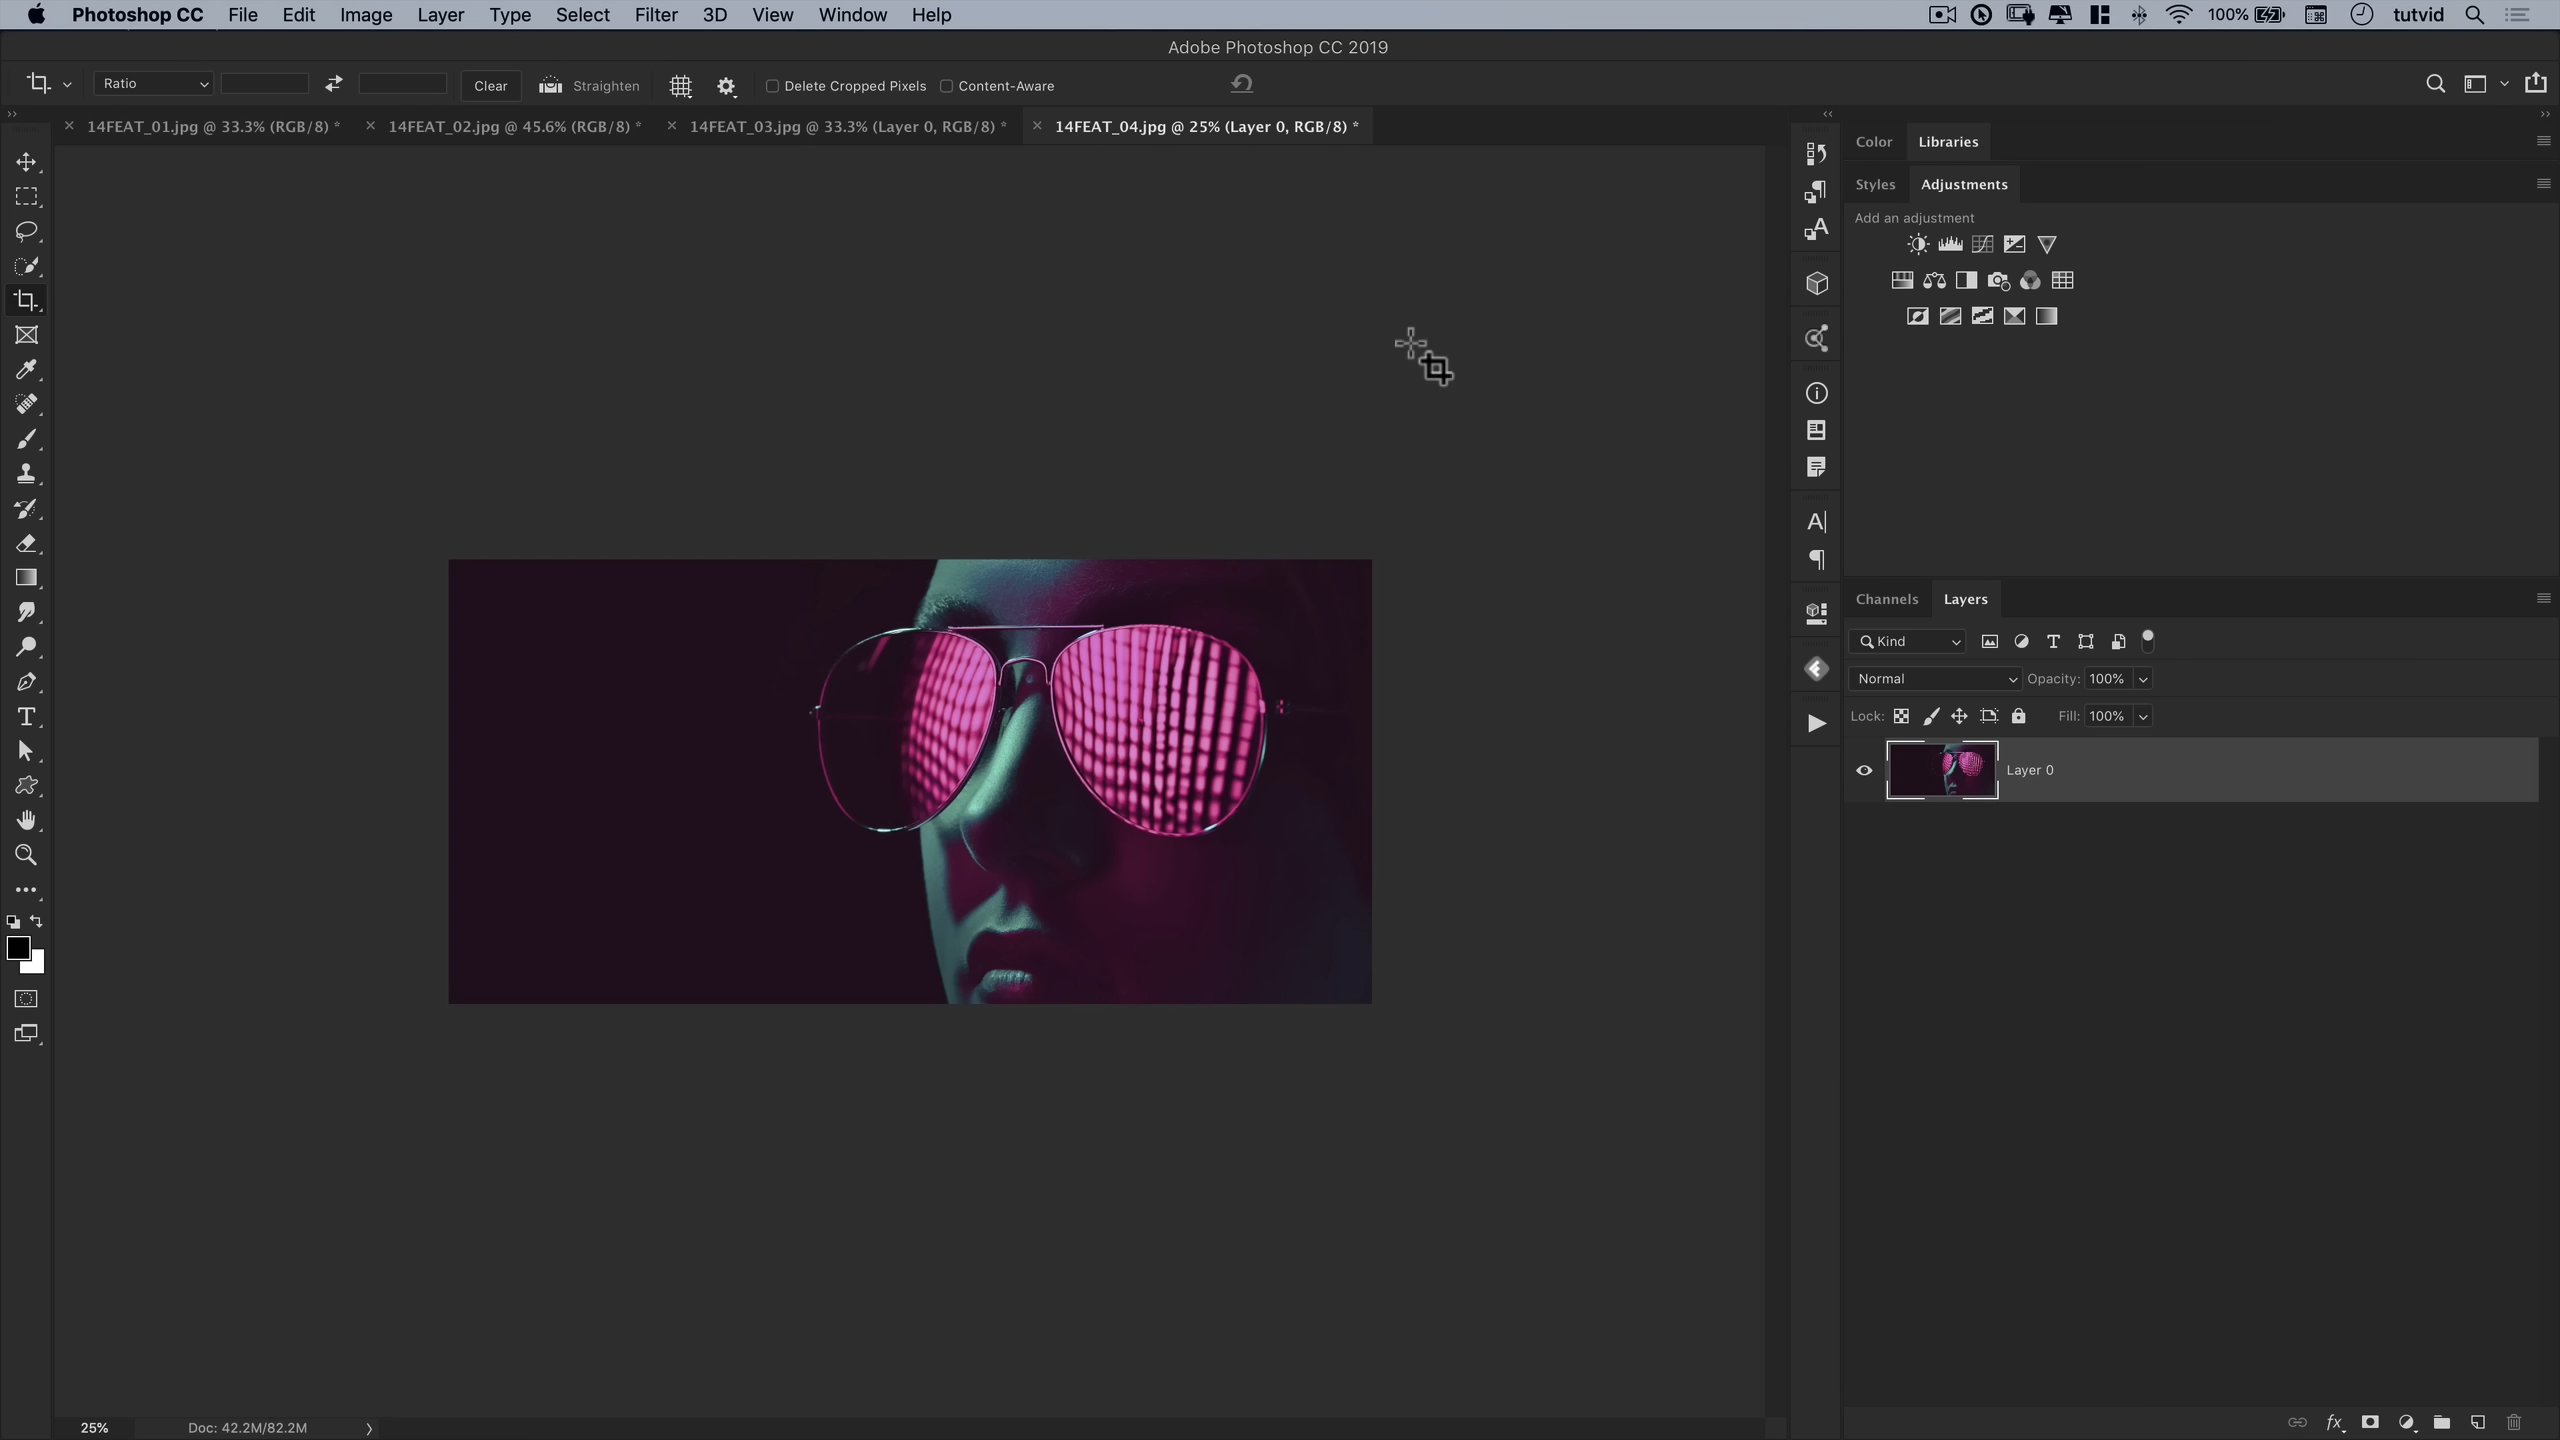 Photoshop CC File Edit Image Layer Type Select Filter 3D View Window Help 100% tutvid
Adobe Photoshop CC 2019
Ratio Clear Straighten Delete Cropped Pixels Content-Aware
14FEAT_01.jpg @ 33.3% (RGB/8) * 14FEAT_02.jpg @ 45.6% (RGB/8) * 14FEAT_03.jpg @ 33.3% (Layer 0, RGB/8) * 14FEAT_04.jpg @ 25% (Layer 0, RGB/8) *
Color Libraries
Styles Adjustments
Add an adjustment
Channels Layers
Kind
Normal Opacity: 100%
Lock: Fill: 100%
Layer 0
25% Doc: 42.2M/82.2M